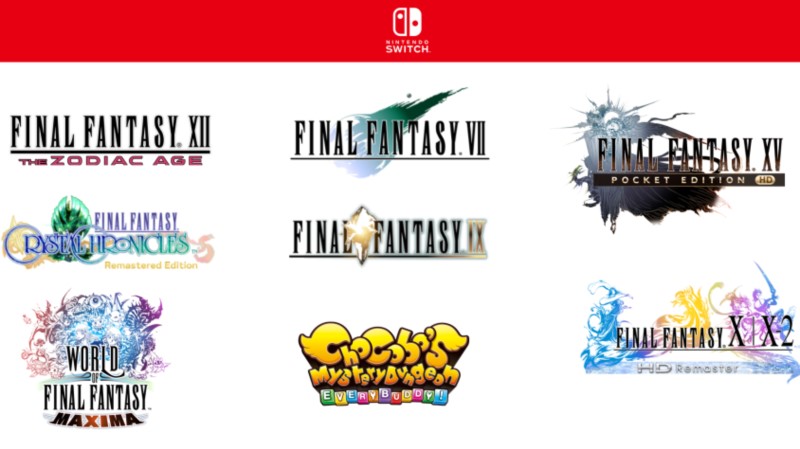 NINTENDO
SWITCH
FINAL FANTASY XII
THE ZODIAC AGE
FINAL FANTASY VII
FINAL FANTASY XV
POCKET EDITION HD
FINAL FANTASY
CRYSTAL CHRONICLES
Remastered Edition
FINAL FANTASY IX
WORLD
OF
FINAL FANTASY
MAXIMA
CHOCOBO'S
MYSTERY DUNGEON
EVERY BUDDY!
FINAL FANTASY X|X2
HD Remaster